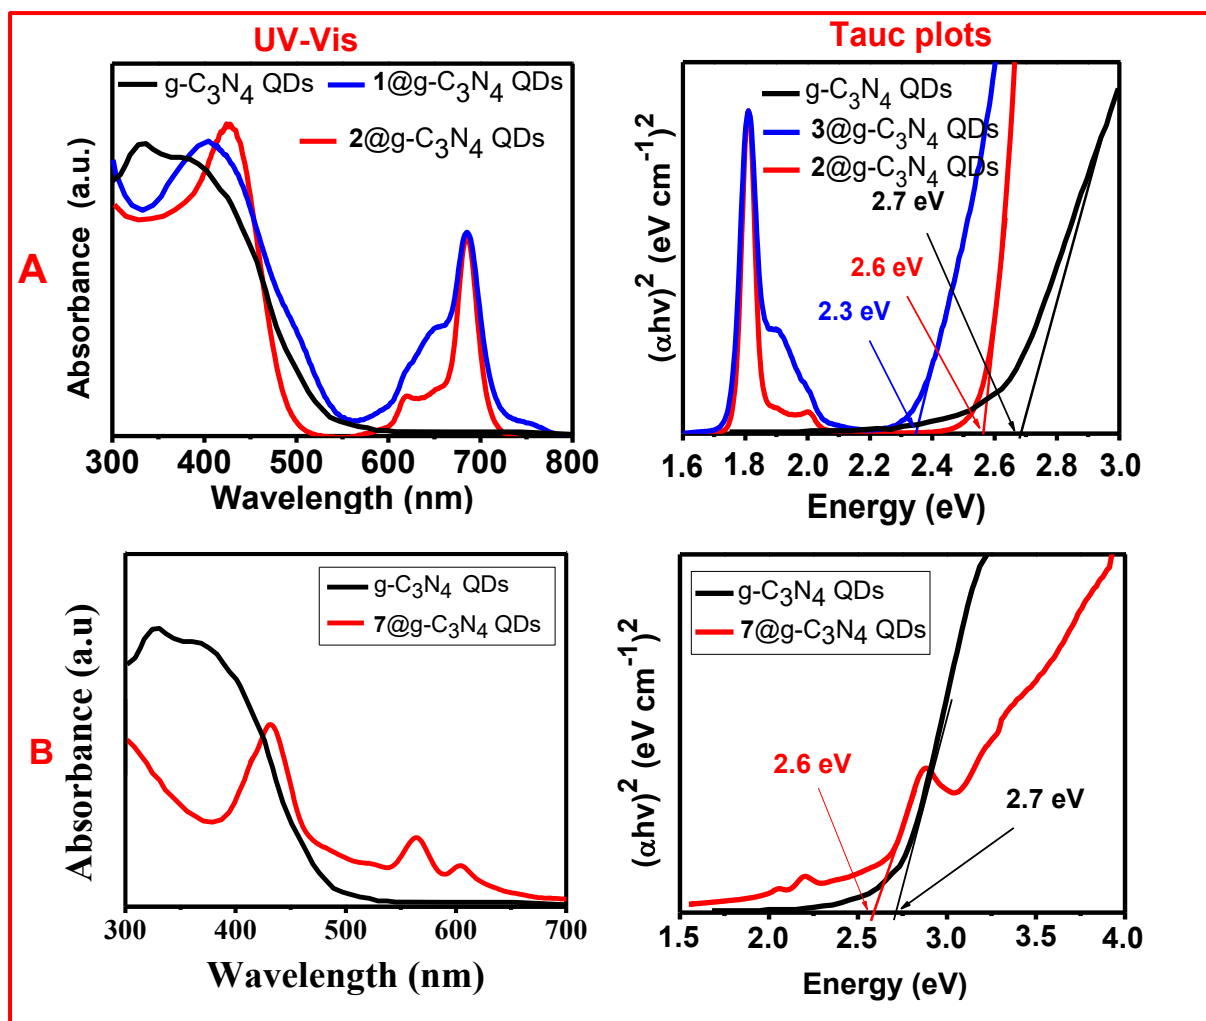 UV-Vis
Tauc plots
A
g-C₃N₄ QDs
1@g-C₃N₄ QDs
2@g-C₃N₄ QDs
Absorbance (a.u.)
300 400 500 600 700 800
Wavelength (nm)
g-C₃N₄ QDs
3@g-C₃N₄ QDs
2@g-C₃N₄ QDs
2.7 eV
2.6 eV
2.3 eV
(αhv)² (eV cm⁻¹)²
1.6 1.8 2.0 2.2 2.4 2.6 2.8 3.0
Energy (eV)
B
g-C₃N₄ QDs
7@g-C₃N₄ QDs
Absorbance (a.u)
300 400 500 600 700
Wavelength (nm)
g-C₃N₄ QDs
7@g-C₃N₄ QDs
2.6 eV
2.7 eV
(αhv)² (eV cm⁻¹)²
1.5 2.0 2.5 3.0 3.5 4.0
Energy (eV)